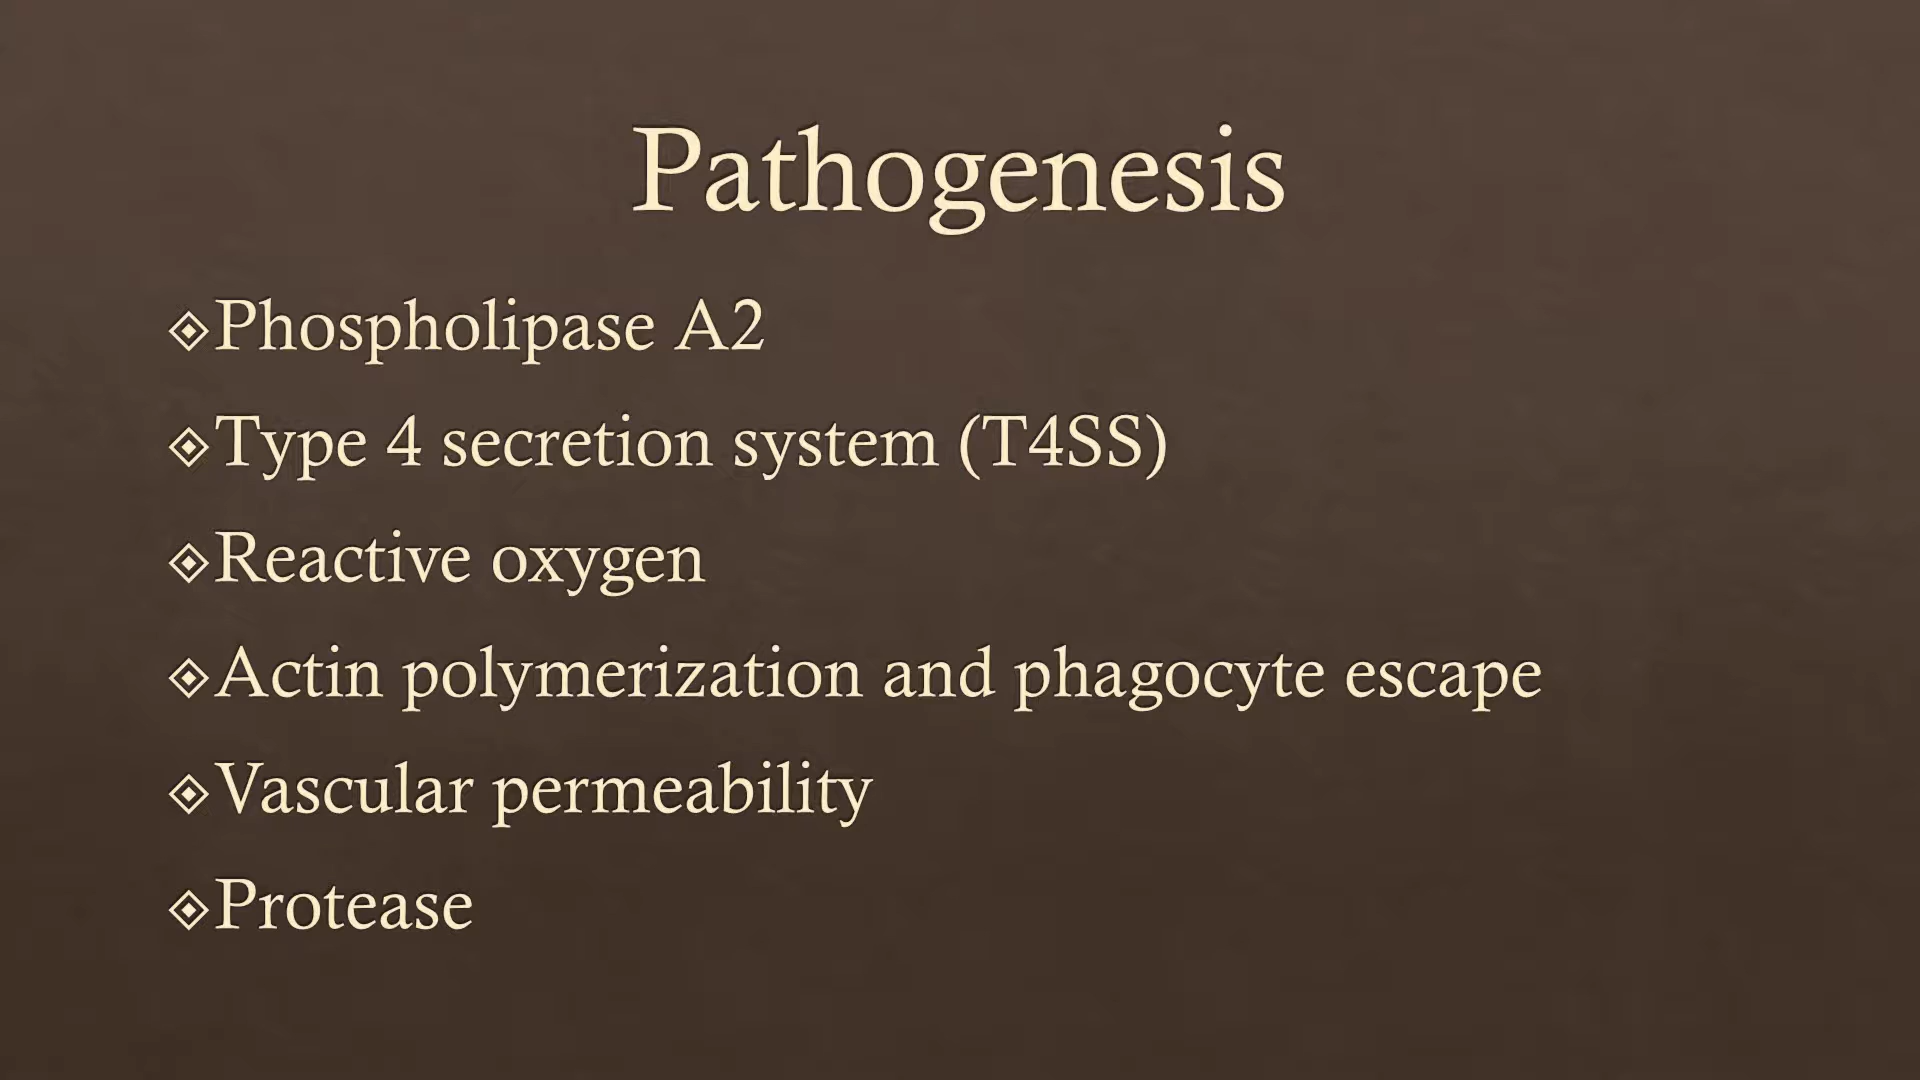 Pathogenesis
Phospholipase A2
Type 4 secretion system (T4SS)
Reactive oxygen
Actin polymerization and phagocyte escape
Vascular permeability
Protease